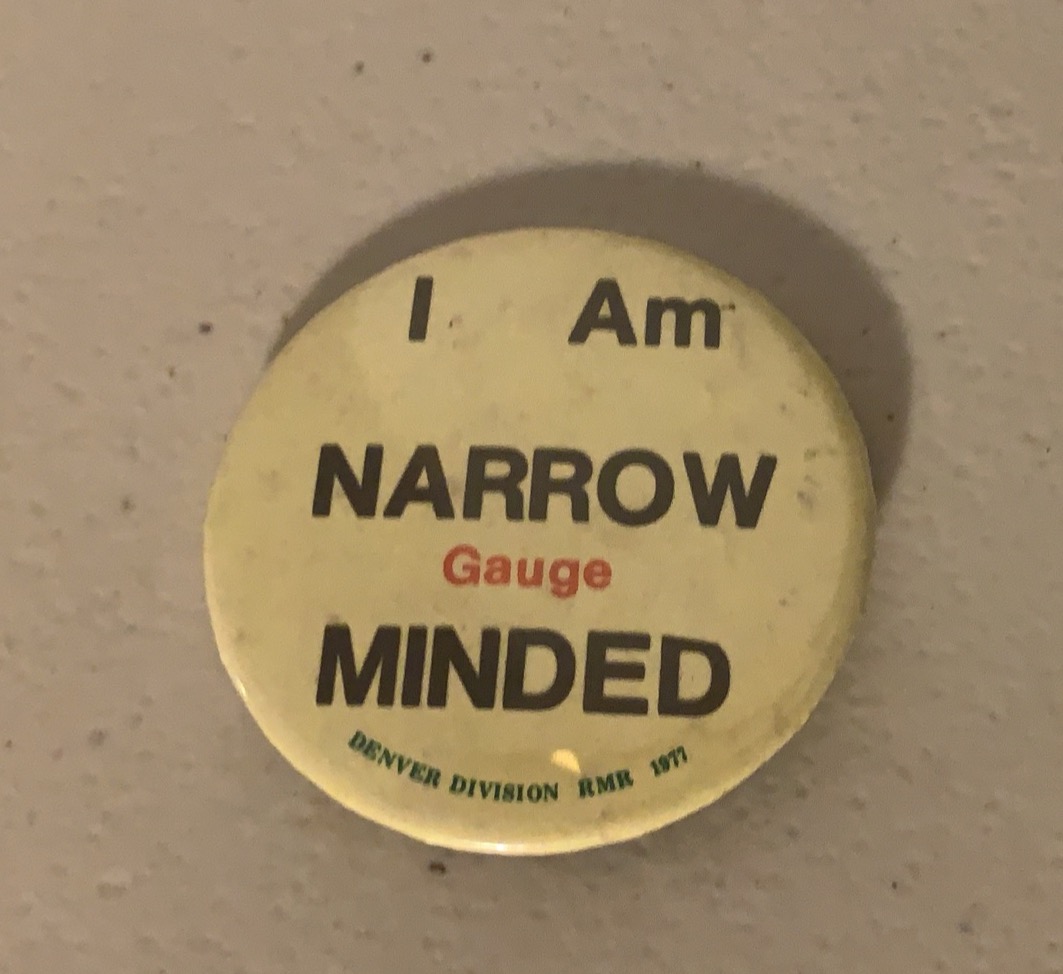 I Am
NARROW
Gauge
MINDED
DENVER DIVISION RMR 1977